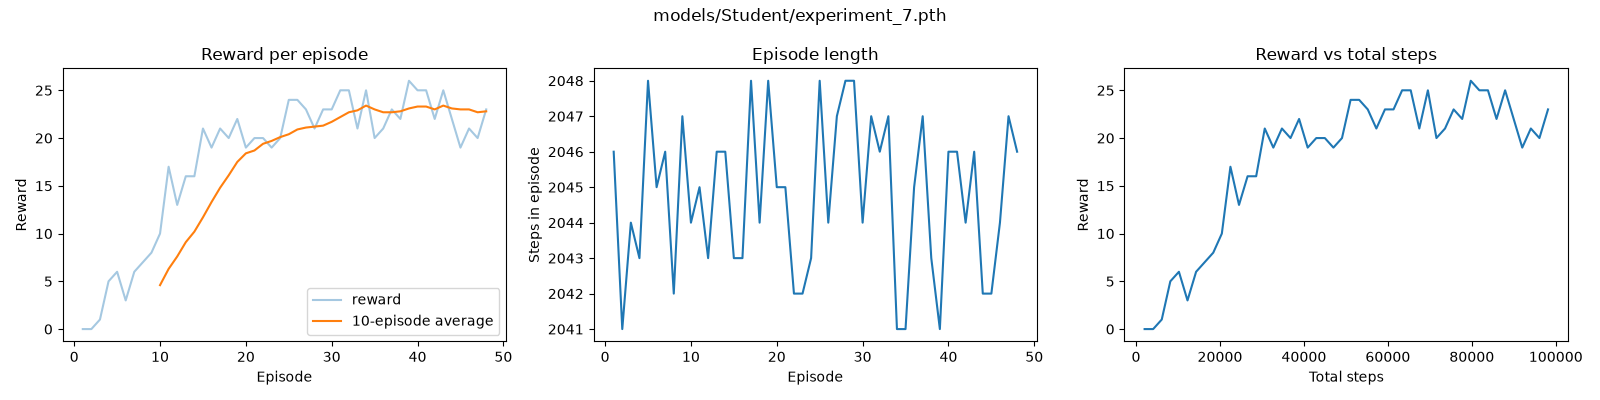 models/Student/experiment_7.pth
Reward per episode
Reward
25
20
15
10
5
0
reward
10-episode average
0 10 20 30 40 50
Episode
Episode length
Steps in episode
2048
2047
2046
2045
2044
2043
2042
2041
0 10 20 30 40 50
Episode
Reward vs total steps
Reward
25
20
15
10
5
0
0 20000 40000 60000 80000 100000
Total steps